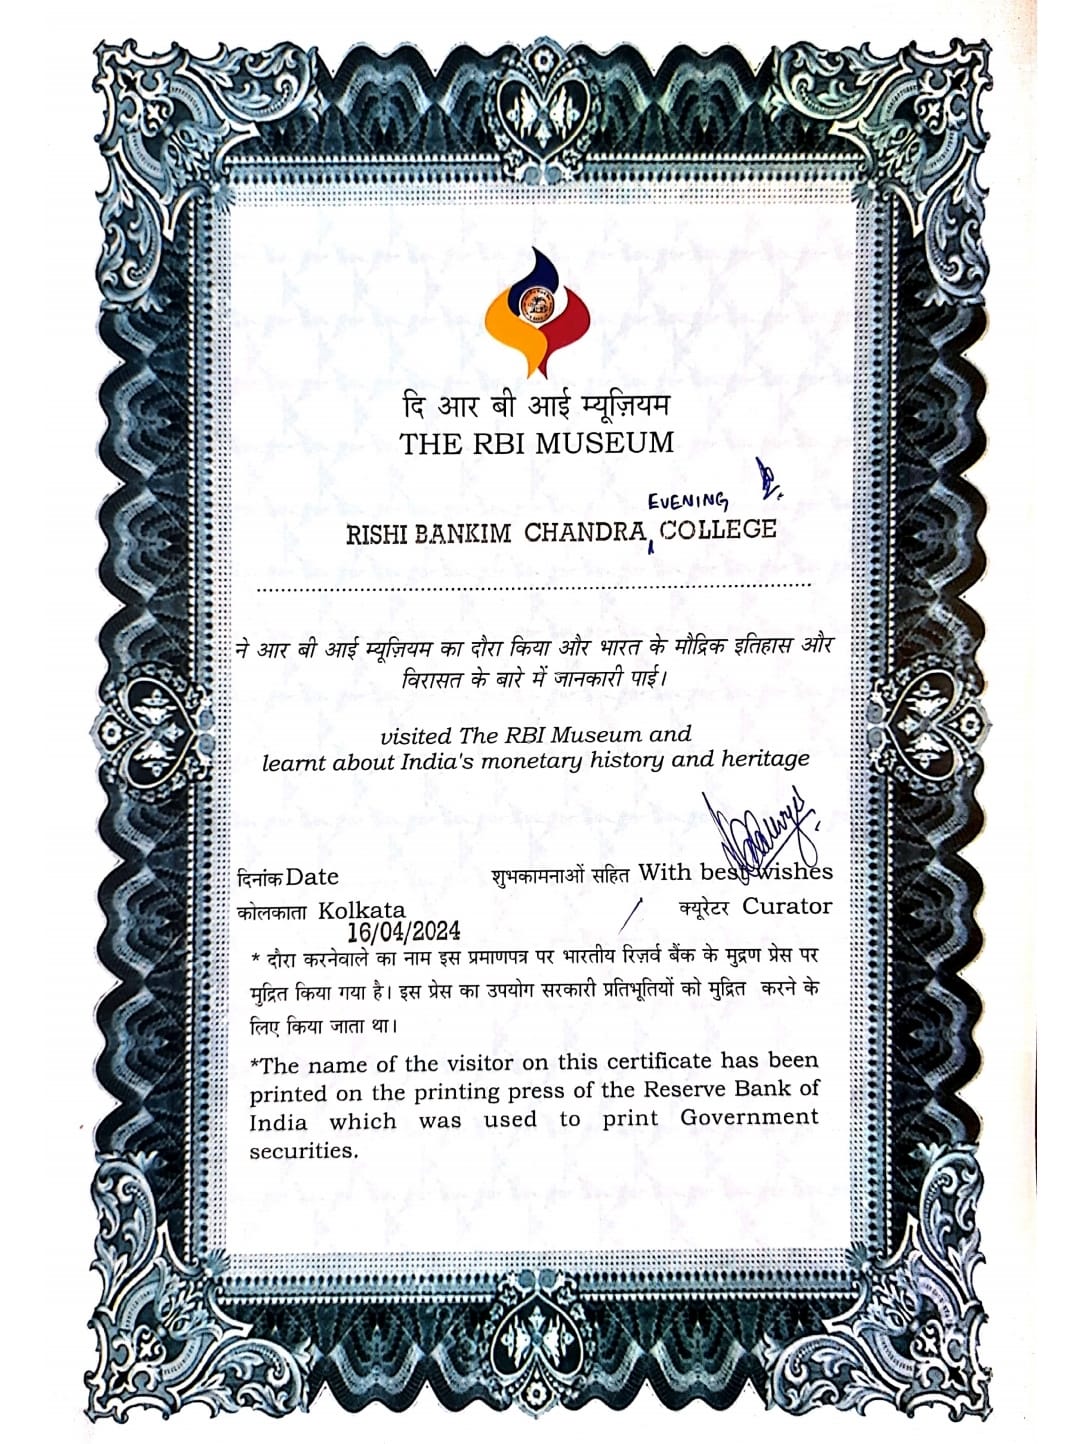 दि आर बी आई म्यूज़ियम
THE RBI MUSEUM
EVENING
RISHI BANKIM CHANDRA, COLLEGE
ने आर बी आई म्यूज़ियम का दौरा किया और भारत के मौद्रिक इतिहास और
विरासत के बारे में जानकारी पाई।
visited The RBI Museum and
learnt about India's monetary history and heritage
दिनांक Date
शुभकामनाओं सहित With best wishes
कोलकाता Kolkata
क्यूरेटर Curator
16/04/2024
* दौरा करनेवाले का नाम इस प्रमाणपत्र पर भारतीय रिज़र्व बैंक के मुद्रण प्रेस पर
मुद्रित किया गया है। इस प्रेस का उपयोग सरकारी प्रतिभूतियों को मुद्रित करने के
लिए किया जाता था।
*The name of the visitor on this certificate has been
printed on the printing press of the Reserve Bank of
India which was used to print Government
securities.